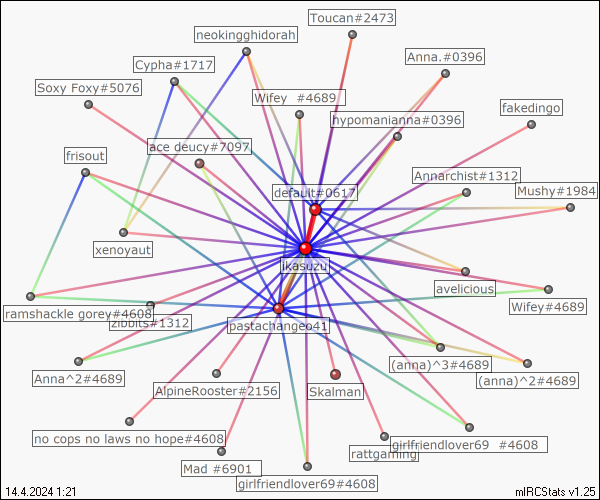 Toucan#2473
neokingghidorah
Anna.#0396
Cypha#1717
Soxy Foxy#5076
Wifey  #4689
fakedingo
hypomanianna#0396
ace deucy#7097
frisout
Annarchist#1312
default#0617
Mushy#1984
xenoyaut
ikasuzu
avelicious
Wifey#4689
ramshackle gorey#4608
zibbits#1312
pastachangeo41
(anna)^3#4689
Anna^2#4689
(anna)^2#4689
AlpineRooster#2156
Skalman
no cops no laws no hope#4608
girlfriendlover69  #4608
rattgaming
Mad #6901
girlfriendlover69#4608
14.4.2024 1:21
mIRCStats v1.25